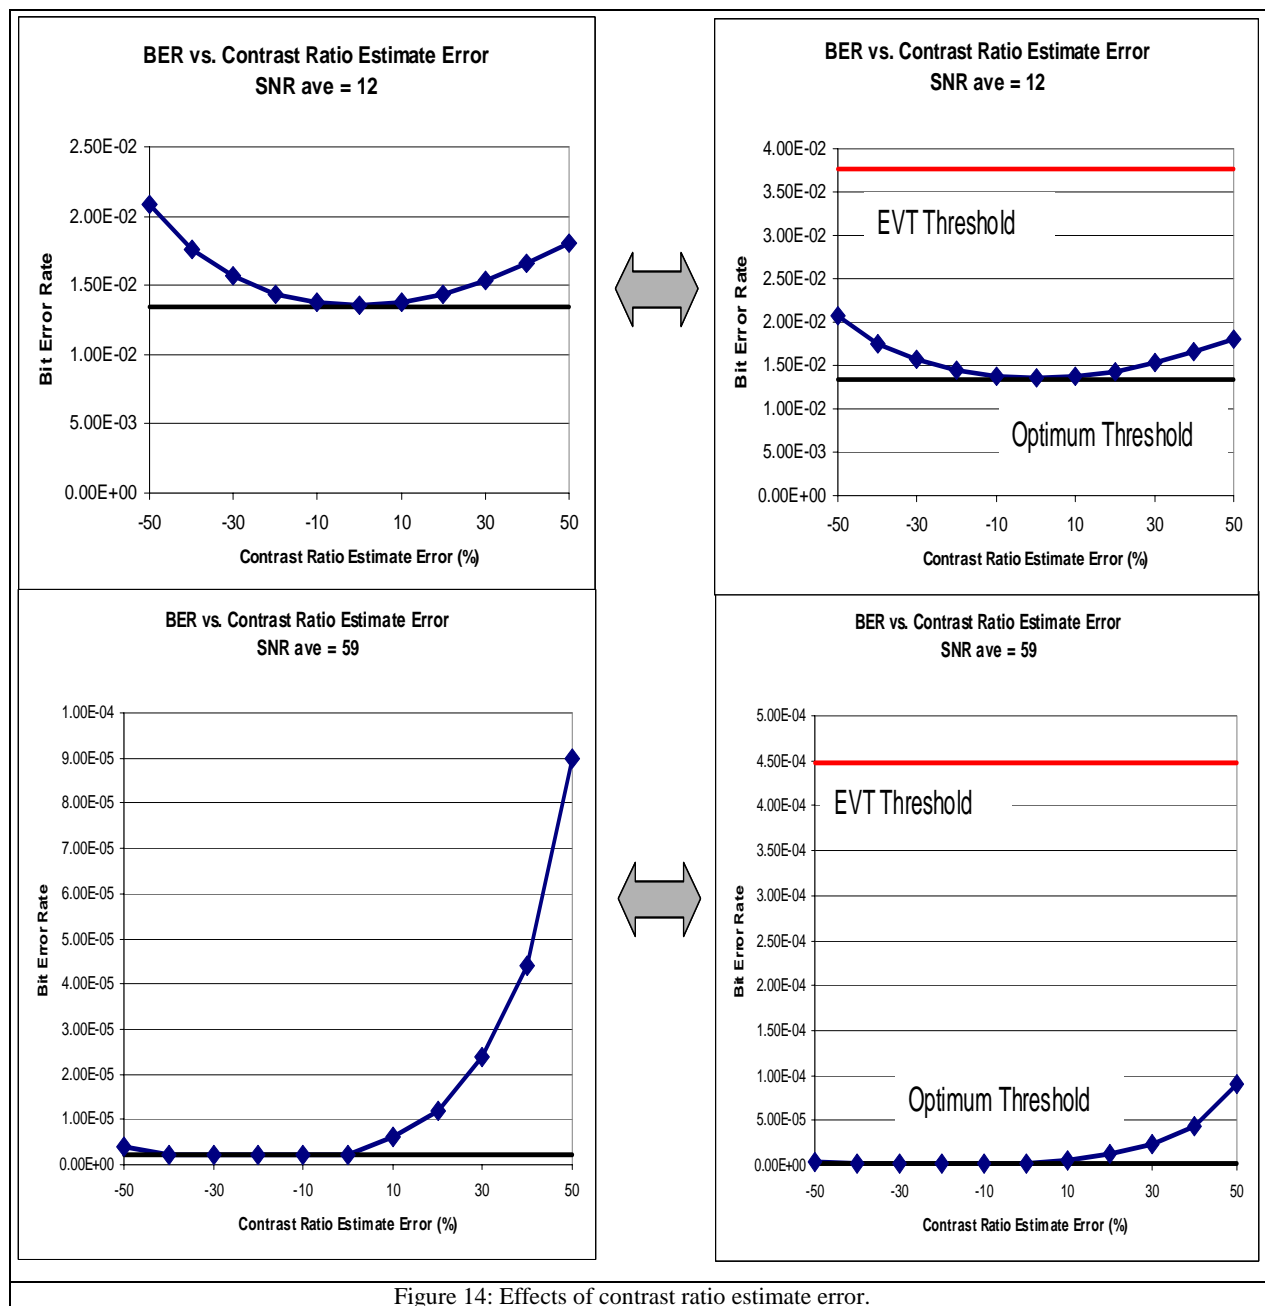 BER vs. Contrast Ratio Estimate Error
SNR ave = 12
Bit Error Rate
2.50E-02
2.00E-02
1.50E-02
1.00E-02
5.00E-03
0.00E+00
-50 -30 -10 10 30 50
Contrast Ratio Estimate Error (%)
BER vs. Contrast Ratio Estimate Error
SNR ave = 12
Bit Error Rate
4.00E-02
3.50E-02
3.00E-02
2.50E-02
2.00E-02
1.50E-02
1.00E-02
5.00E-03
0.00E+00
EVT Threshold
Optimum Threshold
-50 -30 -10 10 30 50
Contrast Ratio Estimate Error (%)
BER vs. Contrast Ratio Estimate Error
SNR ave = 59
Bit Error Rate
1.00E-04
9.00E-05
8.00E-05
7.00E-05
6.00E-05
5.00E-05
4.00E-05
3.00E-05
2.00E-05
1.00E-05
0.00E+00
-50 -30 -10 10 30 50
Contrast Ratio Estimate Error (%)
BER vs. Contrast Ratio Estimate Error
SNR ave = 59
Bit Error Rate
5.00E-04
4.50E-04
4.00E-04
3.50E-04
3.00E-04
2.50E-04
2.00E-04
1.50E-04
1.00E-04
5.00E-05
0.00E+00
EVT Threshold
Optimum Threshold
-50 -30 -10 10 30 50
Contrast Ratio Estimate Error (%)
Figure 14: Effects of contrast ratio estimate error.